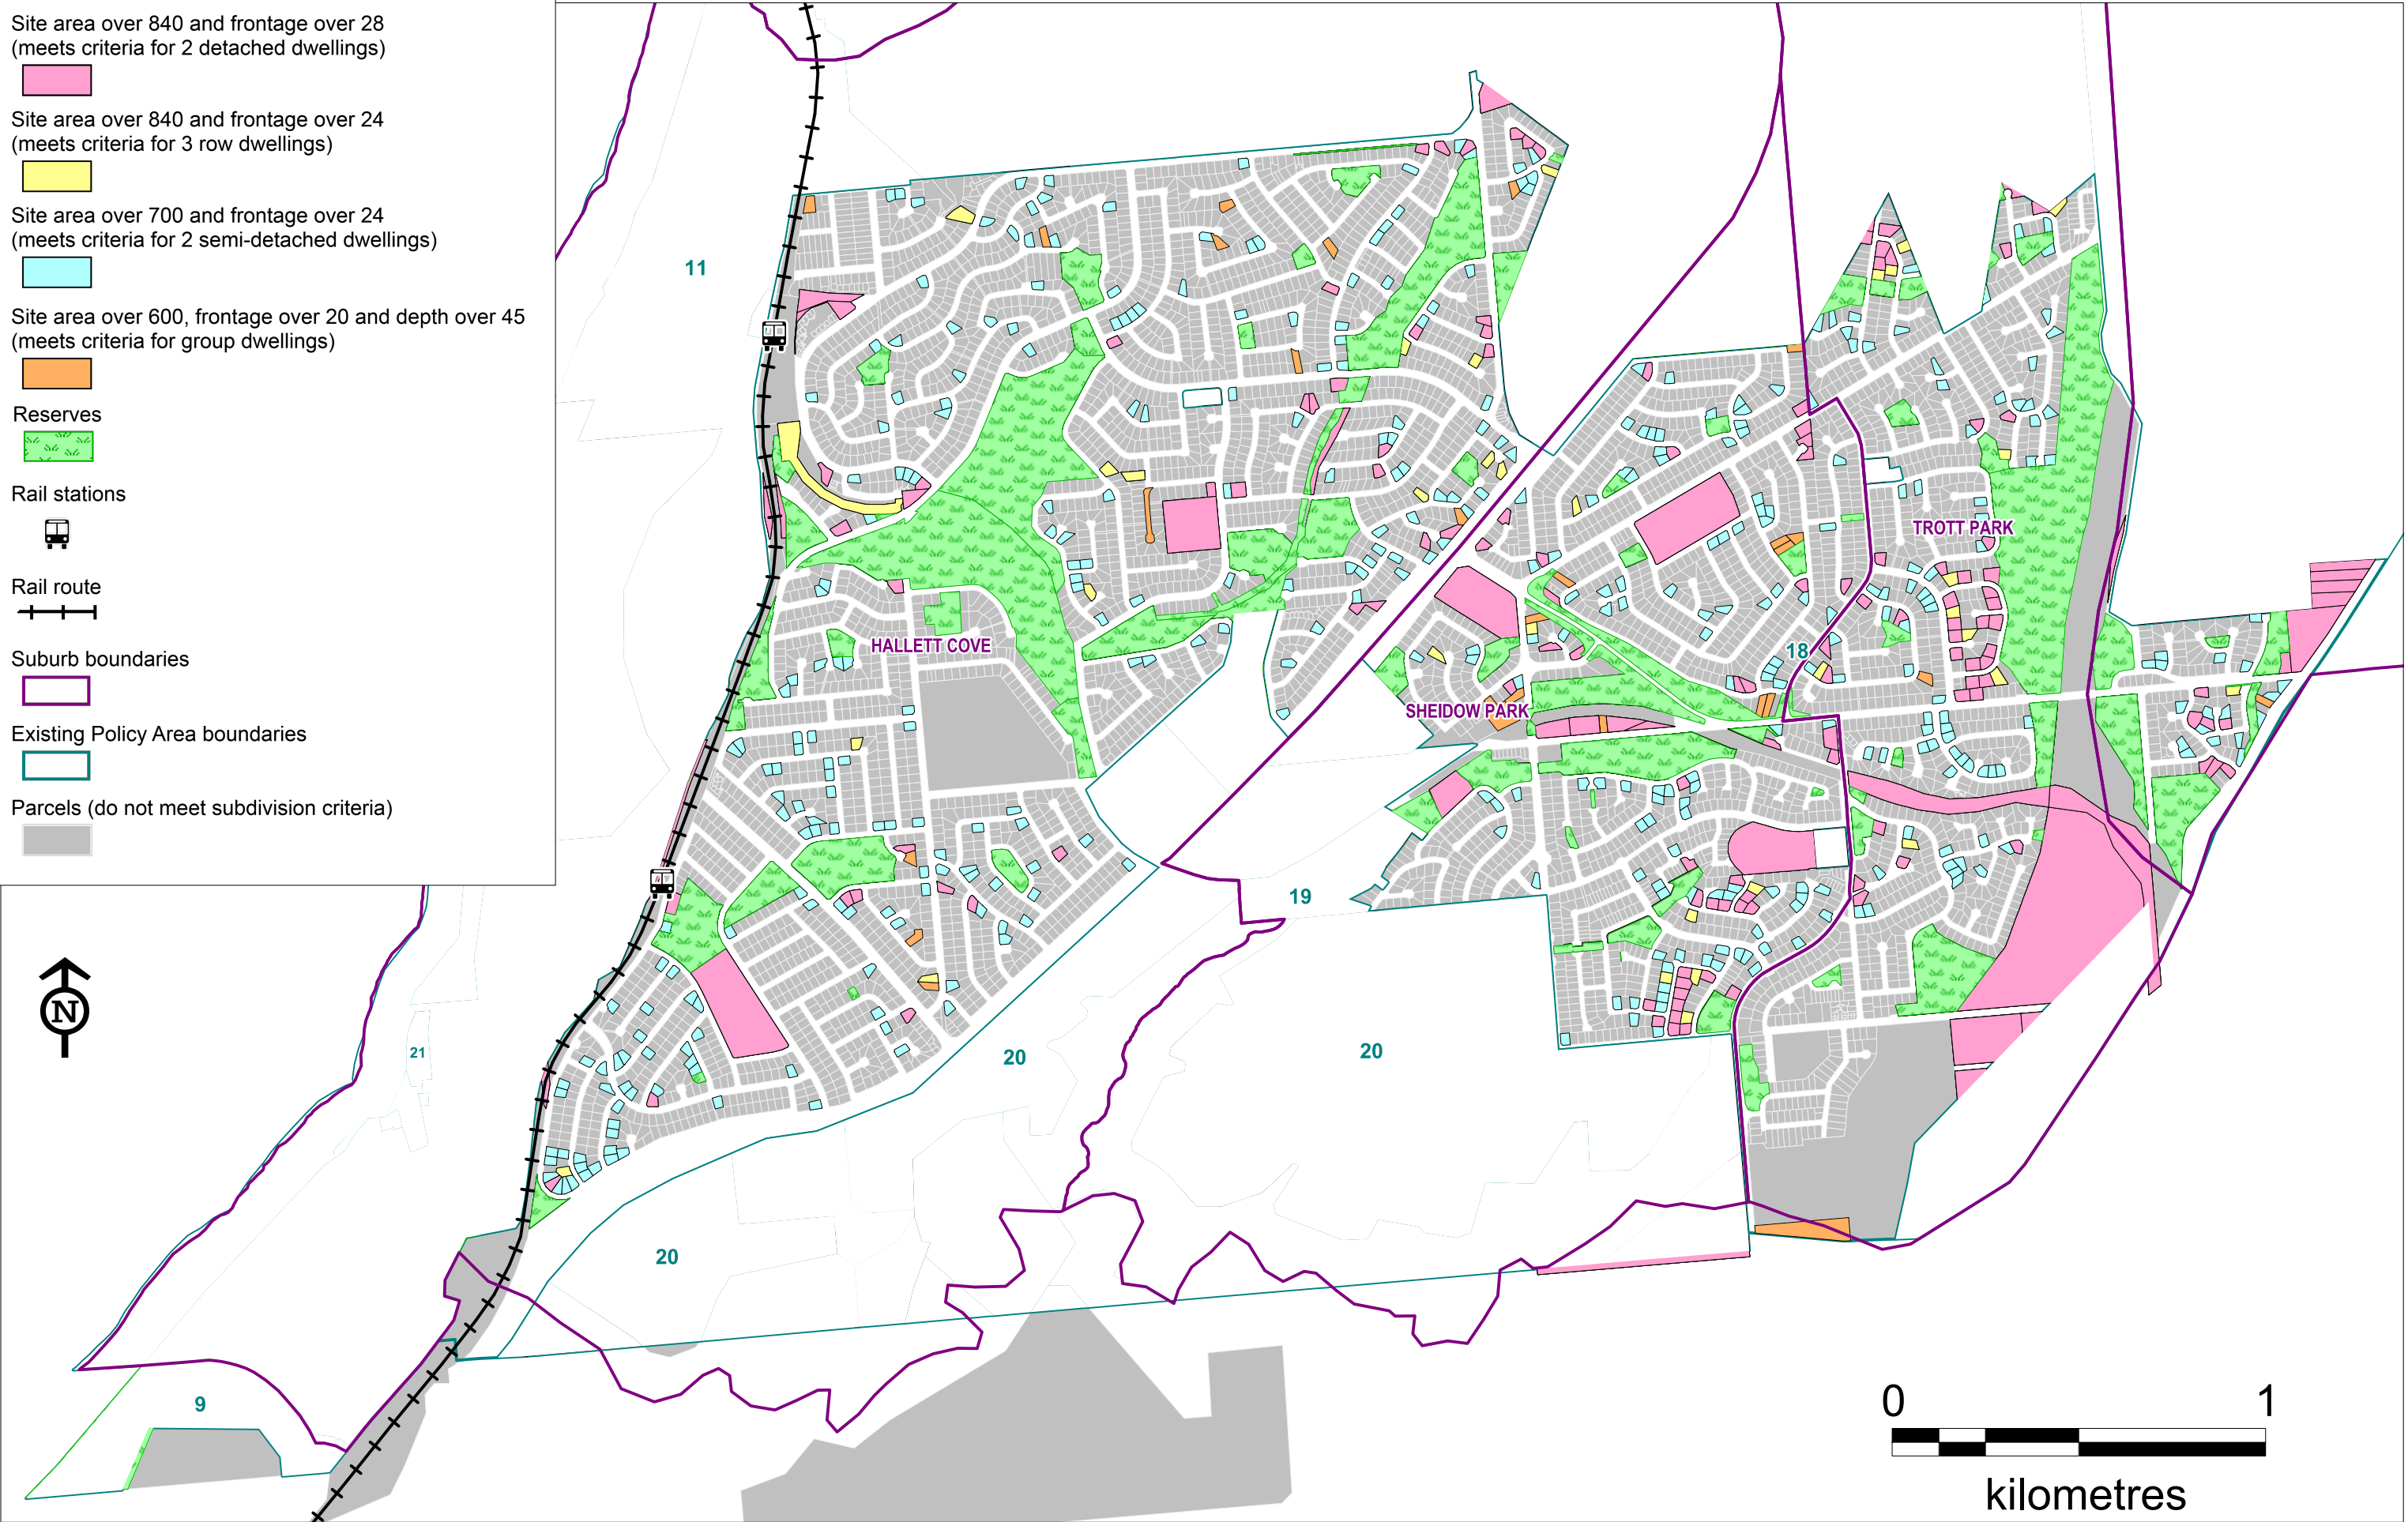 Site area over 840 and frontage over 28
(meets criteria for 2 detached dwellings)
Site area over 840 and frontage over 24
(meets criteria for 3 row dwellings)
Site area over 700 and frontage over 24
(meets criteria for 2 semi-detached dwellings)
Site area over 600, frontage over 20 and depth over 45
(meets criteria for group dwellings)
Reserves
Rail stations
Rail route
Suburb boundaries
Existing Policy Area boundaries
Parcels (do not meet subdivision criteria)
11
TROTT PARK
HALLETT COVE
18
SHEIDOW PARK
19
N
21
20
20
20
9
0 1
kilometres